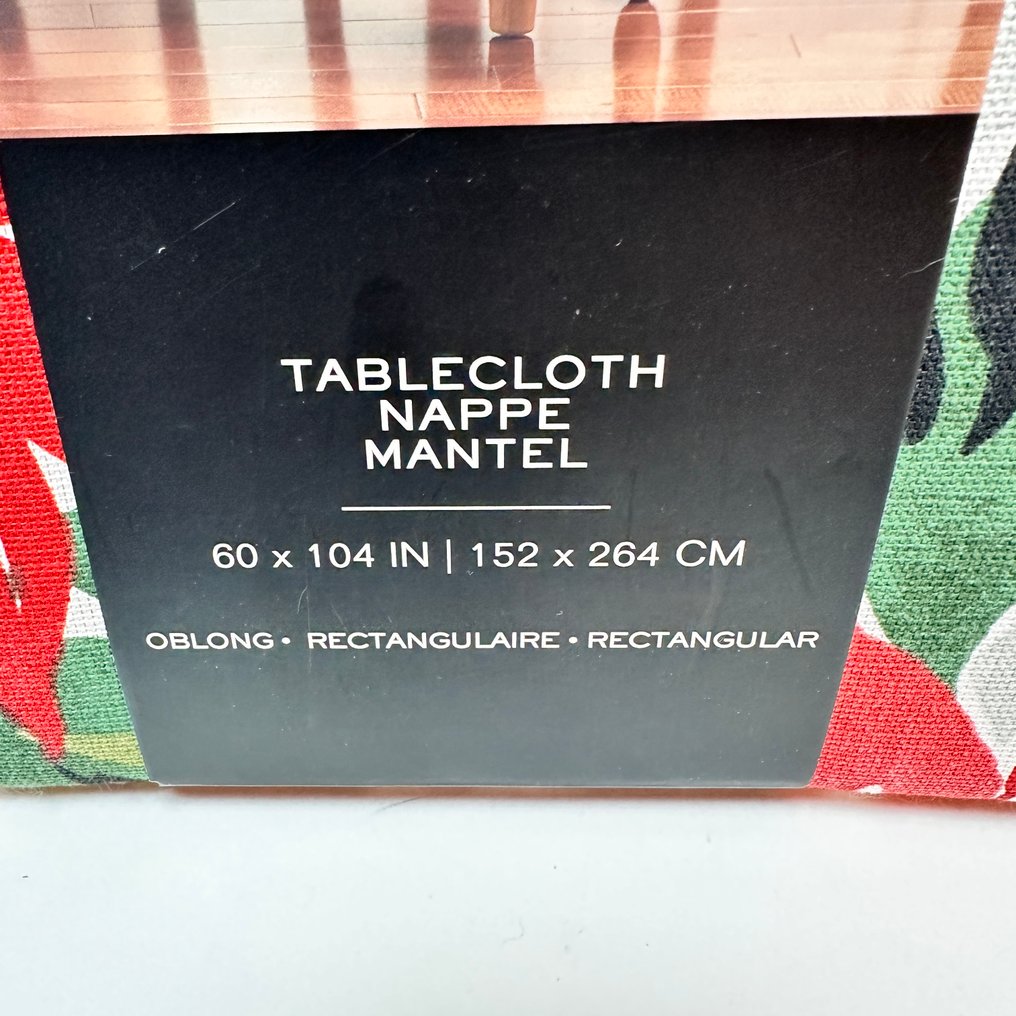 TABLECLOTH
NAPPE
MANTEL
60 x 104 IN | 152 x 264 CM
OBLONG • RECTANGULAIRE • RECTANGULAR